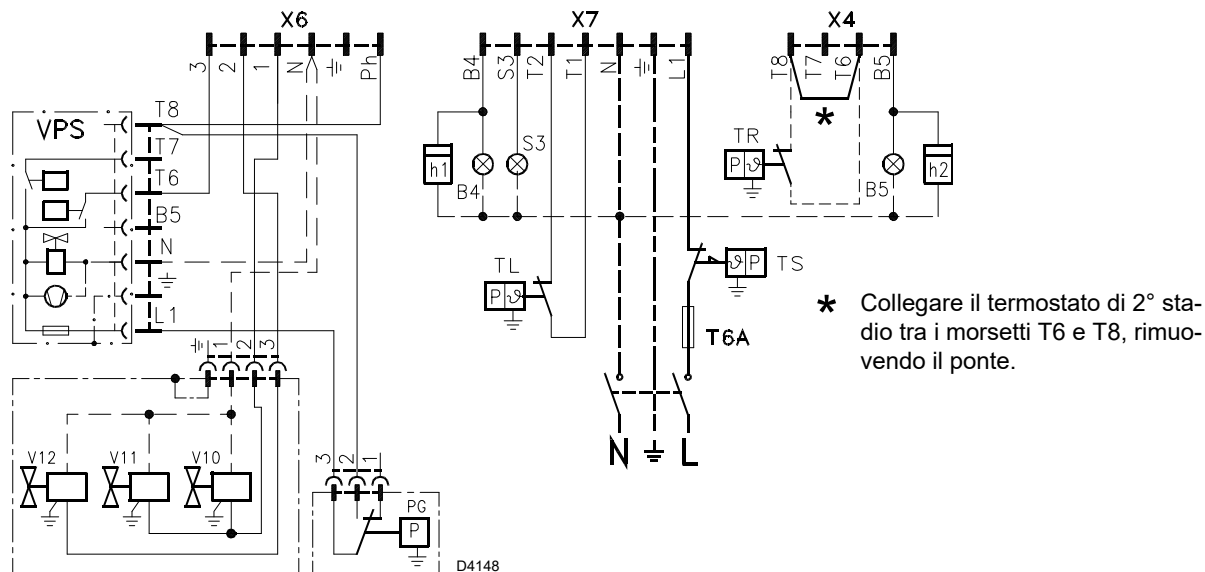 X6
X7
X4
3
2
1
N
Ph
B4
S3
T2
T1
N
L1
T8
T7
T6
B5
VPS
T8
T7
T6
B5
N
L1
h1
B4
S3
*
TR
P ϑ
B5
h2
TL
P ϑ
ϑ P
TS
T6A
N L
1
2
3
V12
V11
V10
3
2
1
PG
P
D4148
* Collegare il termostato di 2° sta-
dio tra i morsetti T6 e T8, rimuo-
vendo il ponte.